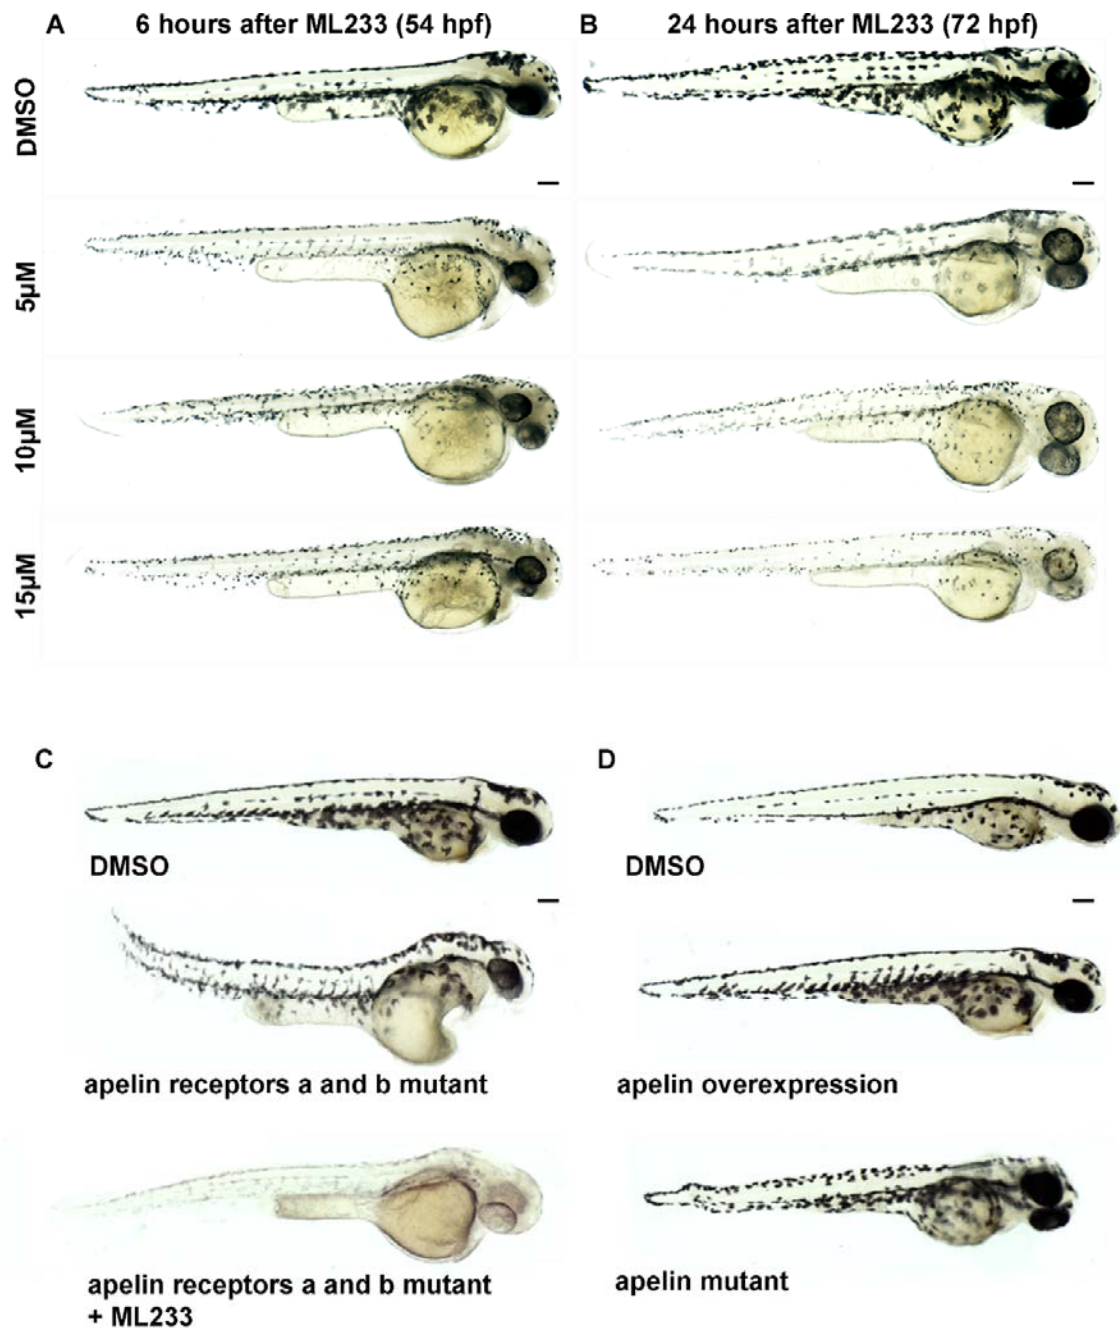 A 6 hours after ML233 (54 hpf) B 24 hours after ML233 (72 hpf)
DMSO
5µM
10µM
15µM
C D
DMSO DMSO
apelin receptors a and b mutant apelin overexpression
apelin receptors a and b mutant apelin mutant
+ ML233